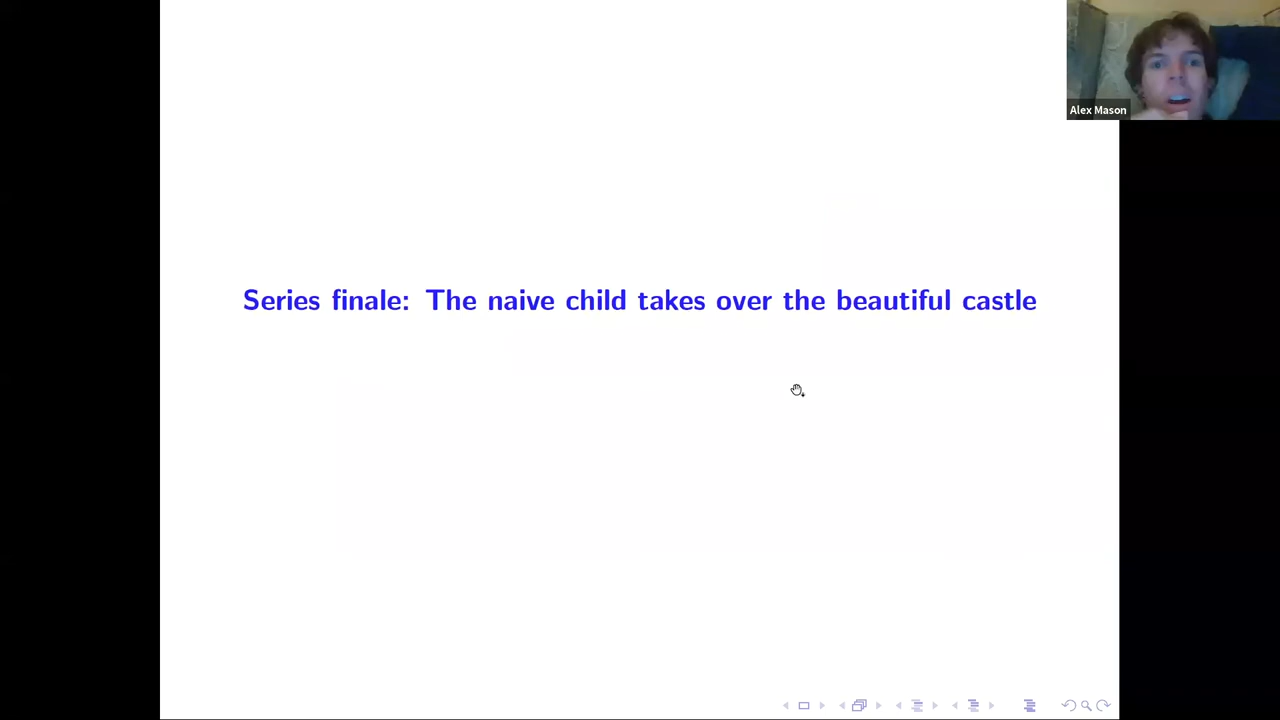 Alex Mason
Series finale: The naive child takes over the beautiful castle